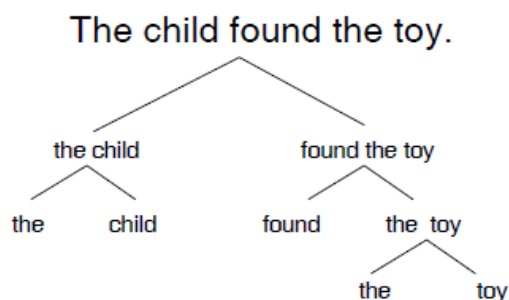 The child found the toy.
the child found the toy
the child found the toy
the toy